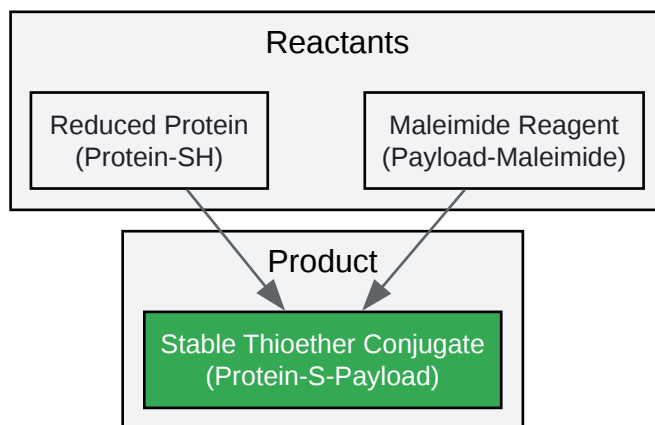 Reactants
Reduced Protein
(Protein-SH)
Maleimide Reagent
(Payload-Maleimide)
Product
Stable Thioether Conjugate
(Protein-S-Payload)